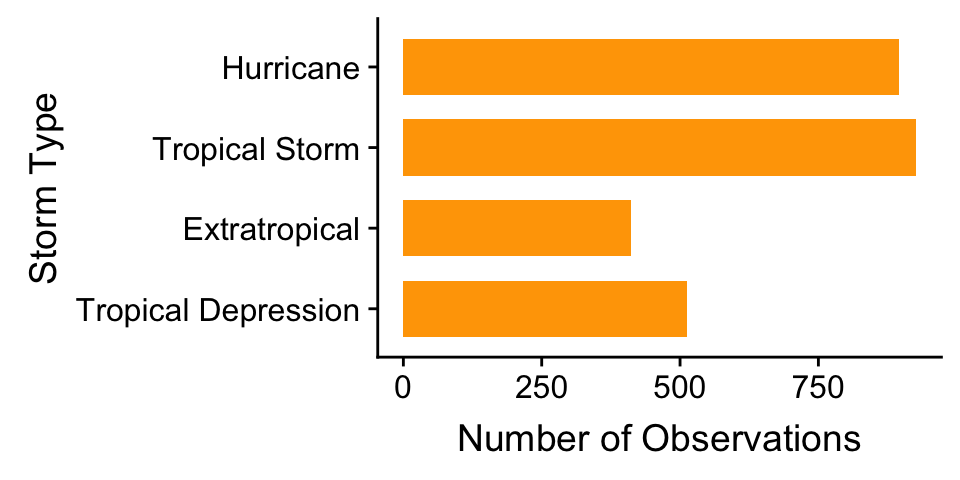 Storm Type
Hurricane
Tropical Storm
Extratropical
Tropical Depression
0 250 500 750
Number of Observations